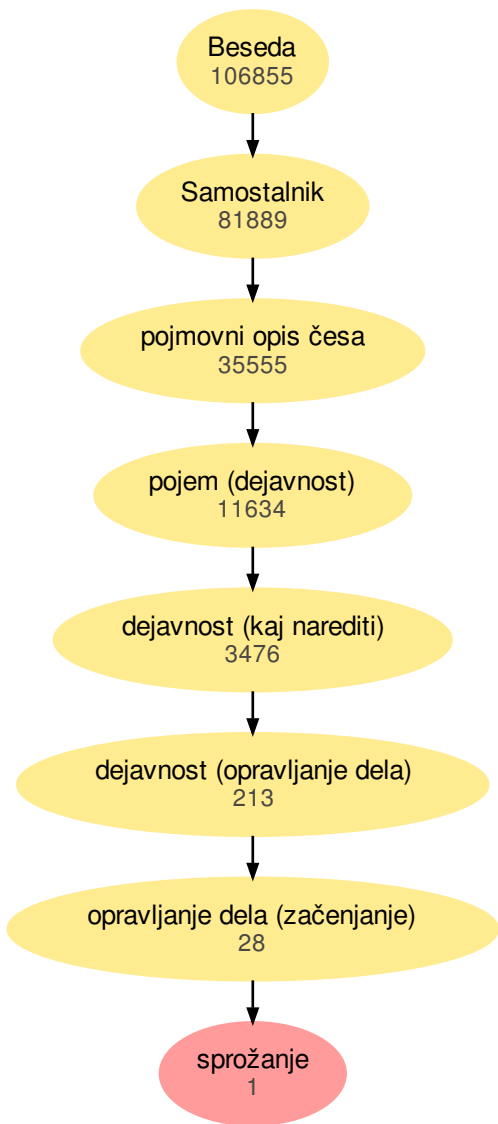 Beseda
106855
Samostalnik
81889
pojmovni opis česa
35555
pojem (dejavnost)
11634
dejavnost (kaj narediti)
3476
dejavnost (opravljanje dela)
213
opravljanje dela (začenjanje)
28
sprožanje
1